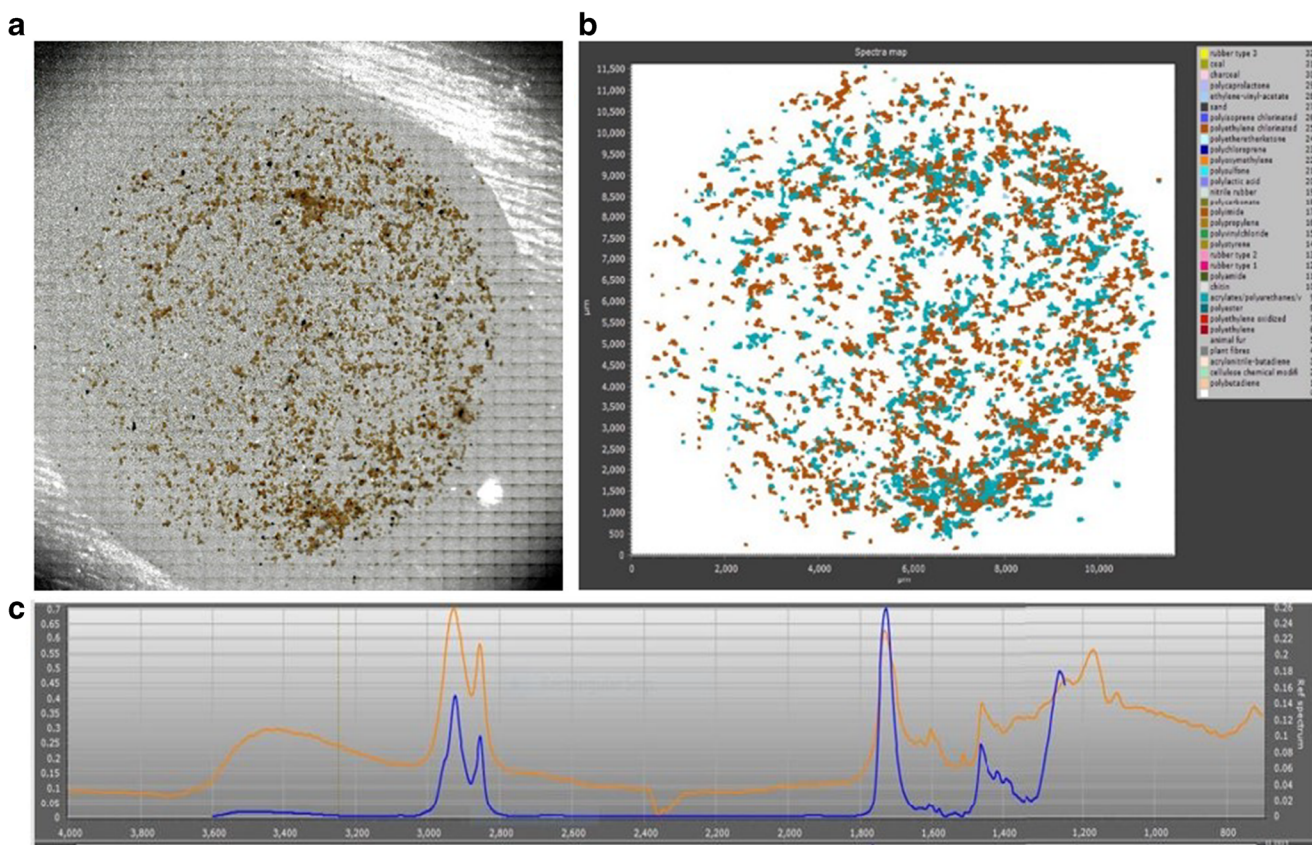 a
b
Spectra map
11,500
11,000
10,500
10,000
9,500
9,000
8,500
8,000
7,500
7,000
6,500
6,000
5,500
5,000
4,500
4,000
3,500
3,000
2,500
2,000
1,500
1,000
500
0
µm
0 2,000 4,000 6,000 8,000 10,000
µm
rubber type 3
coal
charcoal
polycaprolactone
ethylene-vinyl-acetate
sand
polyisoprene chlorinated
polyethylene chlorinated
polyetheretherketone
polychloroprene
polyoxymethylene
polysulfone
polylactic acid
nitrile rubber
polycarbonate
polyimide
polypropylene
polyvinylchloride
polystyrene
rubber type 2
rubber type 1
polyamide
chitin
acrylates/polyurethanes/v
polyester
polyethylene oxidized
polyethylene
animal fur
plant fibres
acrylonitrile-butadiene
cellulose chemical modifi
polybutadiene
c
0.7
0.65
0.6
0.55
0.5
0.45
0.4
0.35
0.3
0.25
0.2
0.15
0.1
0.05
0
0.26
0.24
0.22
0.2
0.18
0.16
0.14
0.12
0.1
0.08
0.06
0.04
0.02
0
Ref spectrum
4,000 3,800 3,600 3,400 3,200 3,000 2,800 2,600 2,400 2,200 2,000 1,800 1,600 1,400 1,200 1,000 800